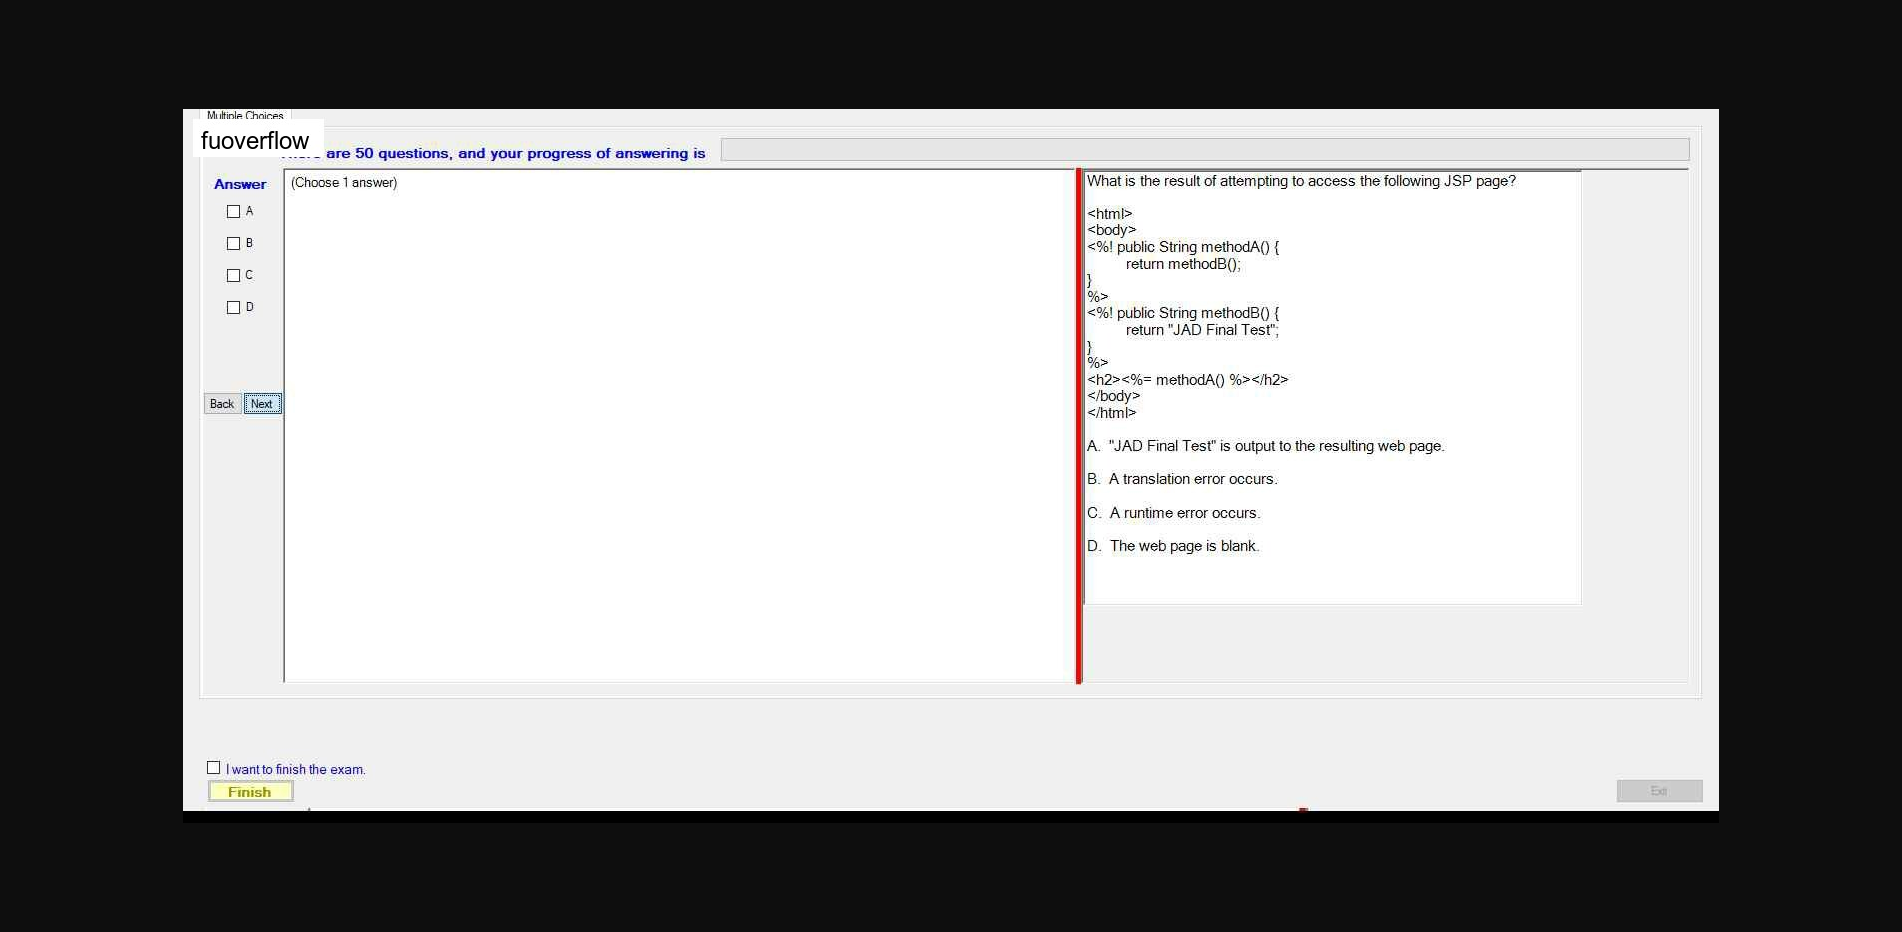 Multiple Choices
fuoverflow
are 50 questions, and your progress of answering is
Answer
(Choose 1 answer)
A
B
C
D
Back Next
What is the result of attempting to access the following JSP page?
<html>
<body>
<%! public String methodA() {
return methodB();
}
%>
<%! public String methodB() {
return "JAD Final Test";
}
%>
<h2><%= methodA() %></h2>
</body>
</html>
A. "JAD Final Test" is output to the resulting web page.
B. A translation error occurs.
C. A runtime error occurs.
D. The web page is blank.
I want to finish the exam.
Finish
Exit